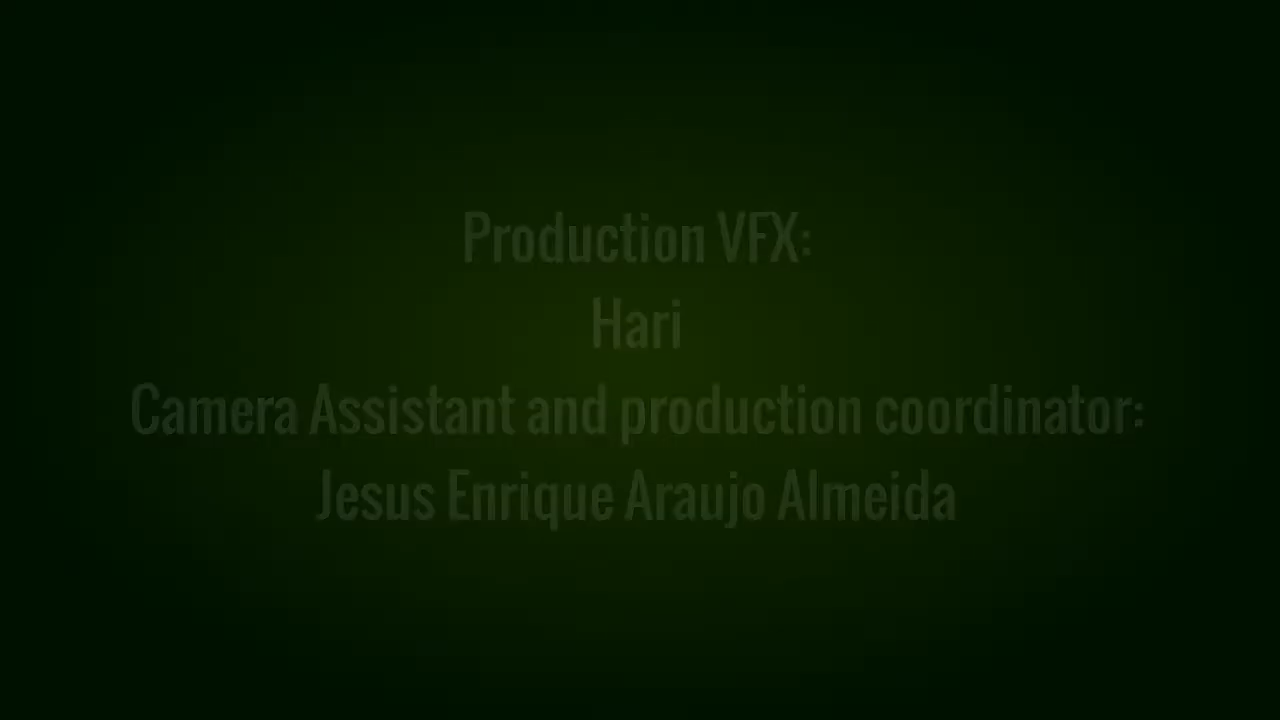 Production VFX:
Hari
Camera Assistant and production coordinator:
Jesus Enrique Araujo Almeida